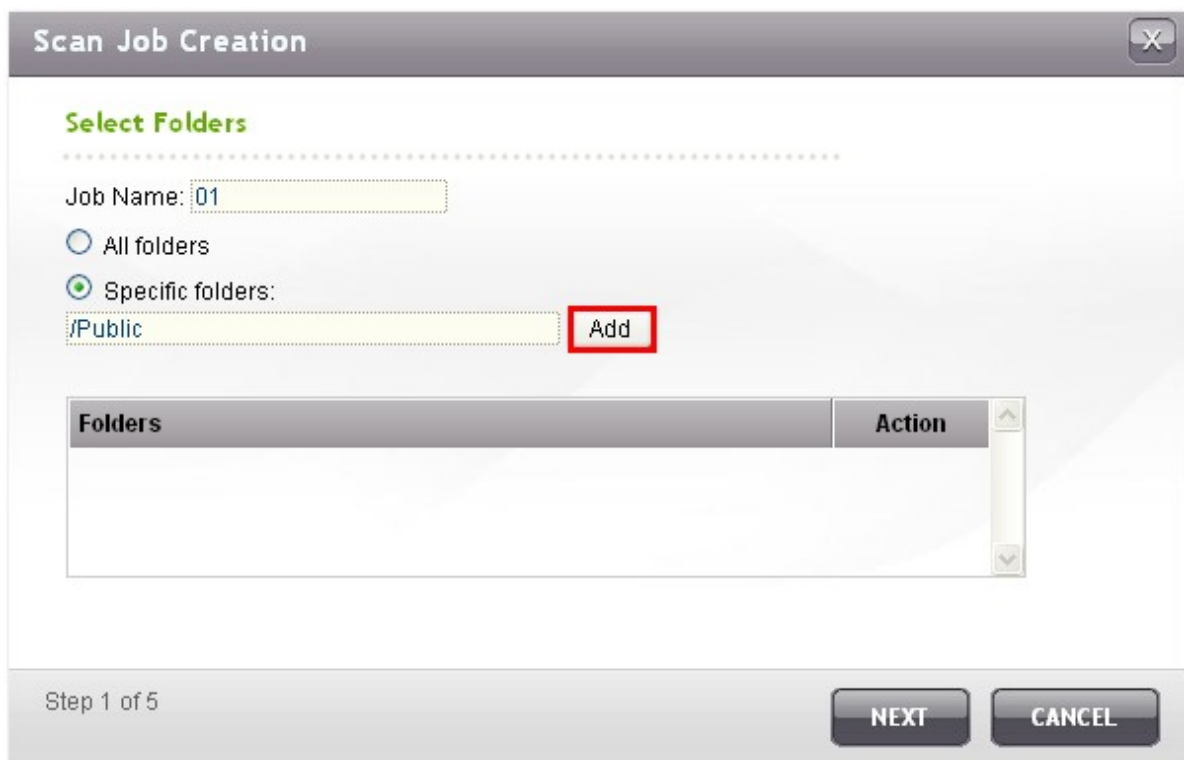 Scan Job Creation
X
Select Folders
Job Name: 01
All folders
Specific folders:
/Public Add
Folders Action
Step 1 of 5 NEXT CANCEL